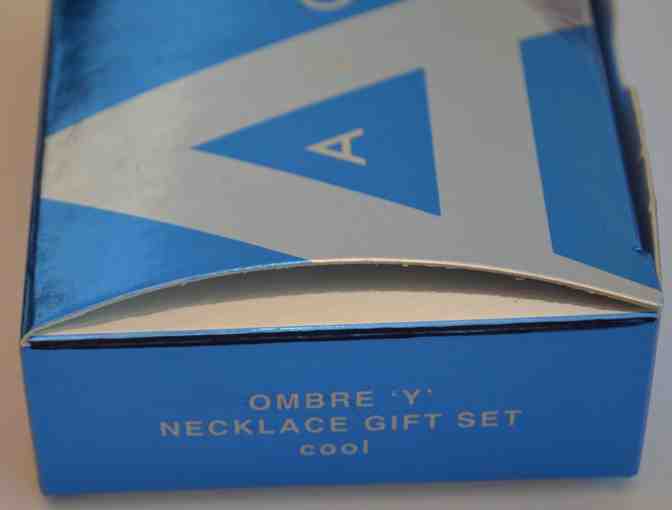 A
OMBRE 'Y'
NECKLACE GIFT SET
cool